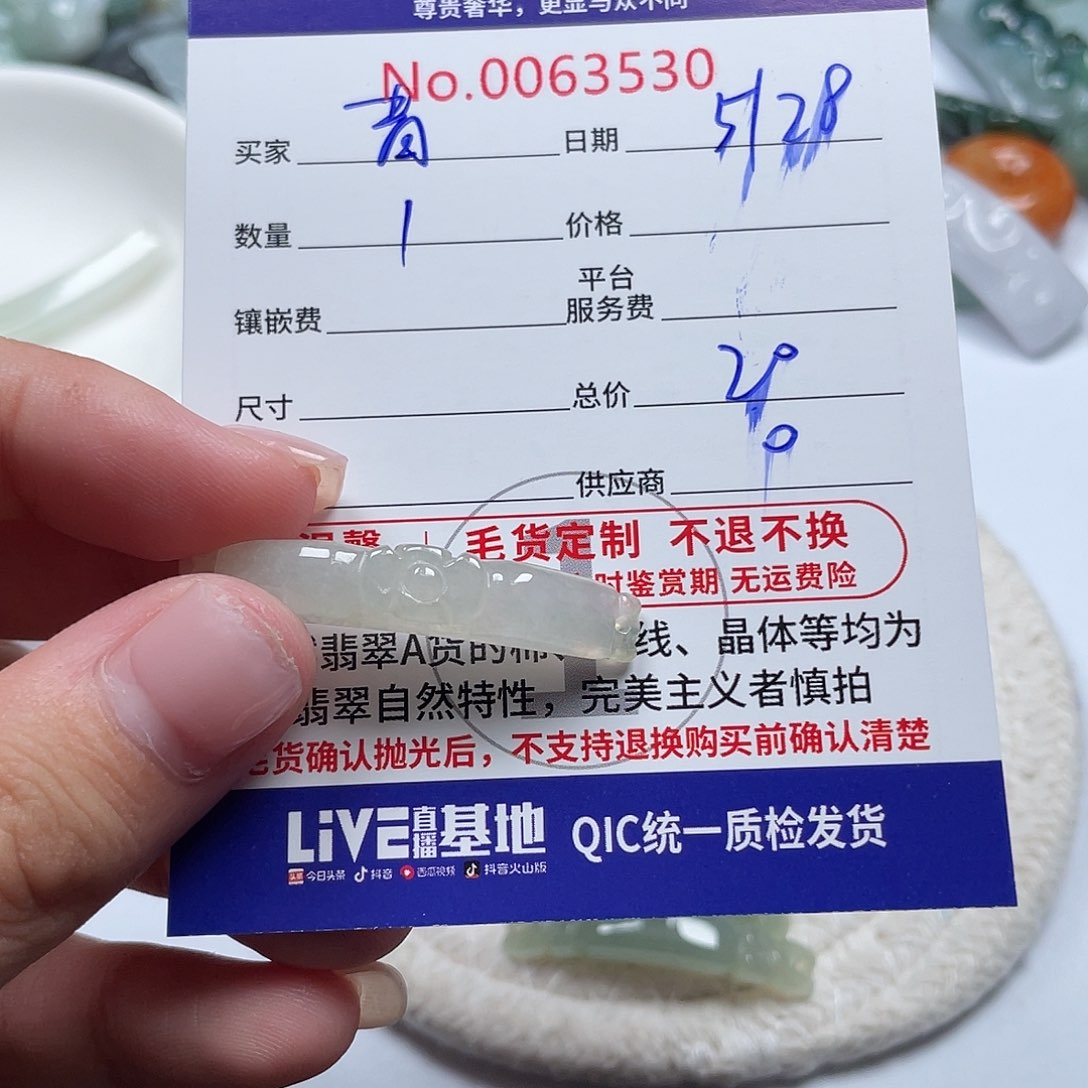 尊贵奢华，更显与众不同
No.0063530
买家 日期 5/28
数量 1 价格
镶嵌费 平台服务费
尺寸 总价
供应商
毛货定制 不退不换
时鉴赏期 无运费险
翡翠A货的棉、线、晶体等均为
翡翠自然特性，完美主义者慎拍
毛货确认抛光后，不支持退换购买前确认清楚
LiVE直播基地 QIC统一质检发货
头条 今日头条 抖音 西瓜视频 抖音火山版